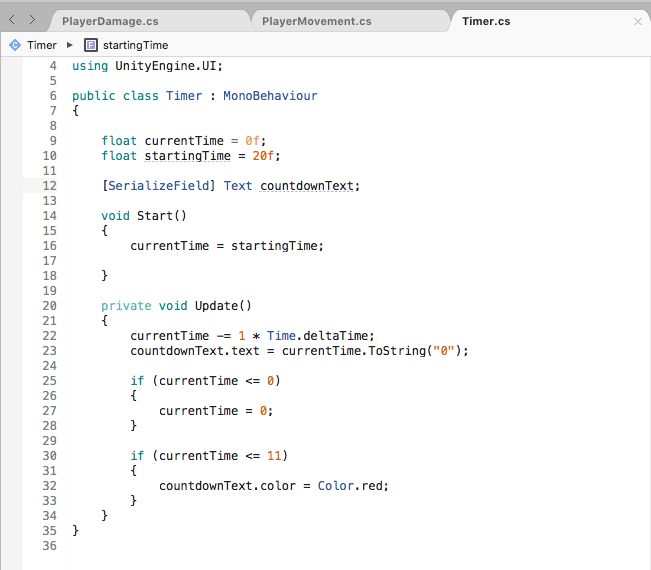 PlayerDamage.cs PlayerMovement.cs Timer.cs ×
Timer ▶ F startingTime
4 using UnityEngine.UI;
5
6 public class Timer : MonoBehaviour
7 {
8
9     float currentTime = 0f;
10     float startingTime = 20f;
11
12     [SerializeField] Text countdownText;
13
14     void Start()
15     {
16         currentTime = startingTime;
17
18     }
19
20     private void Update()
21     {
22         currentTime -= 1 * Time.deltaTime;
23         countdownText.text = currentTime.ToString("0");
24
25         if (currentTime <= 0)
26         {
27             currentTime = 0;
28         }
29
30         if (currentTime <= 11)
31         {
32             countdownText.color = Color.red;
33         }
34     }
35 }
36